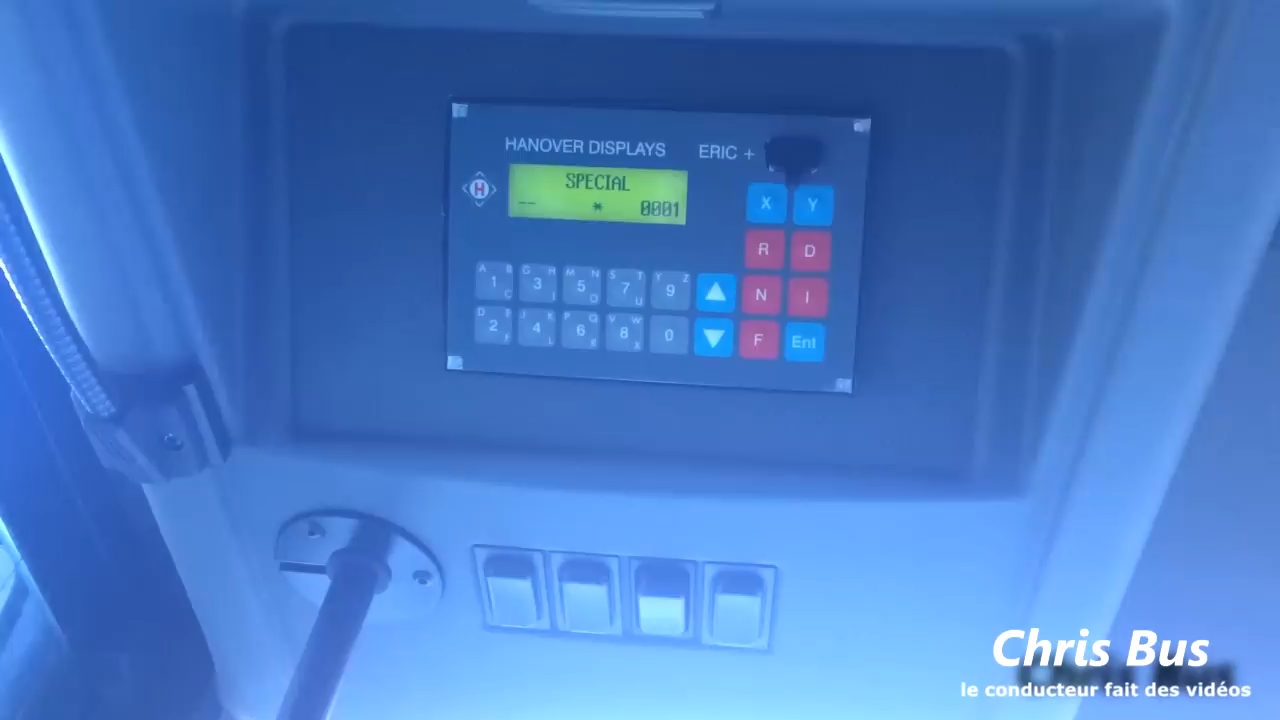 HANOVER DISPLAYS ERIC +
H
SPECIAL
-- * 0001
X Y
R D
A B 1 C
G H 3 I
M N 5 O
S T 7 U
Y Z 9
N I
D 2 F
J K 4 L
P Q 6 R
V W 8 X
0
F Ent
Chris Bus
le conducteur fait des vidéos